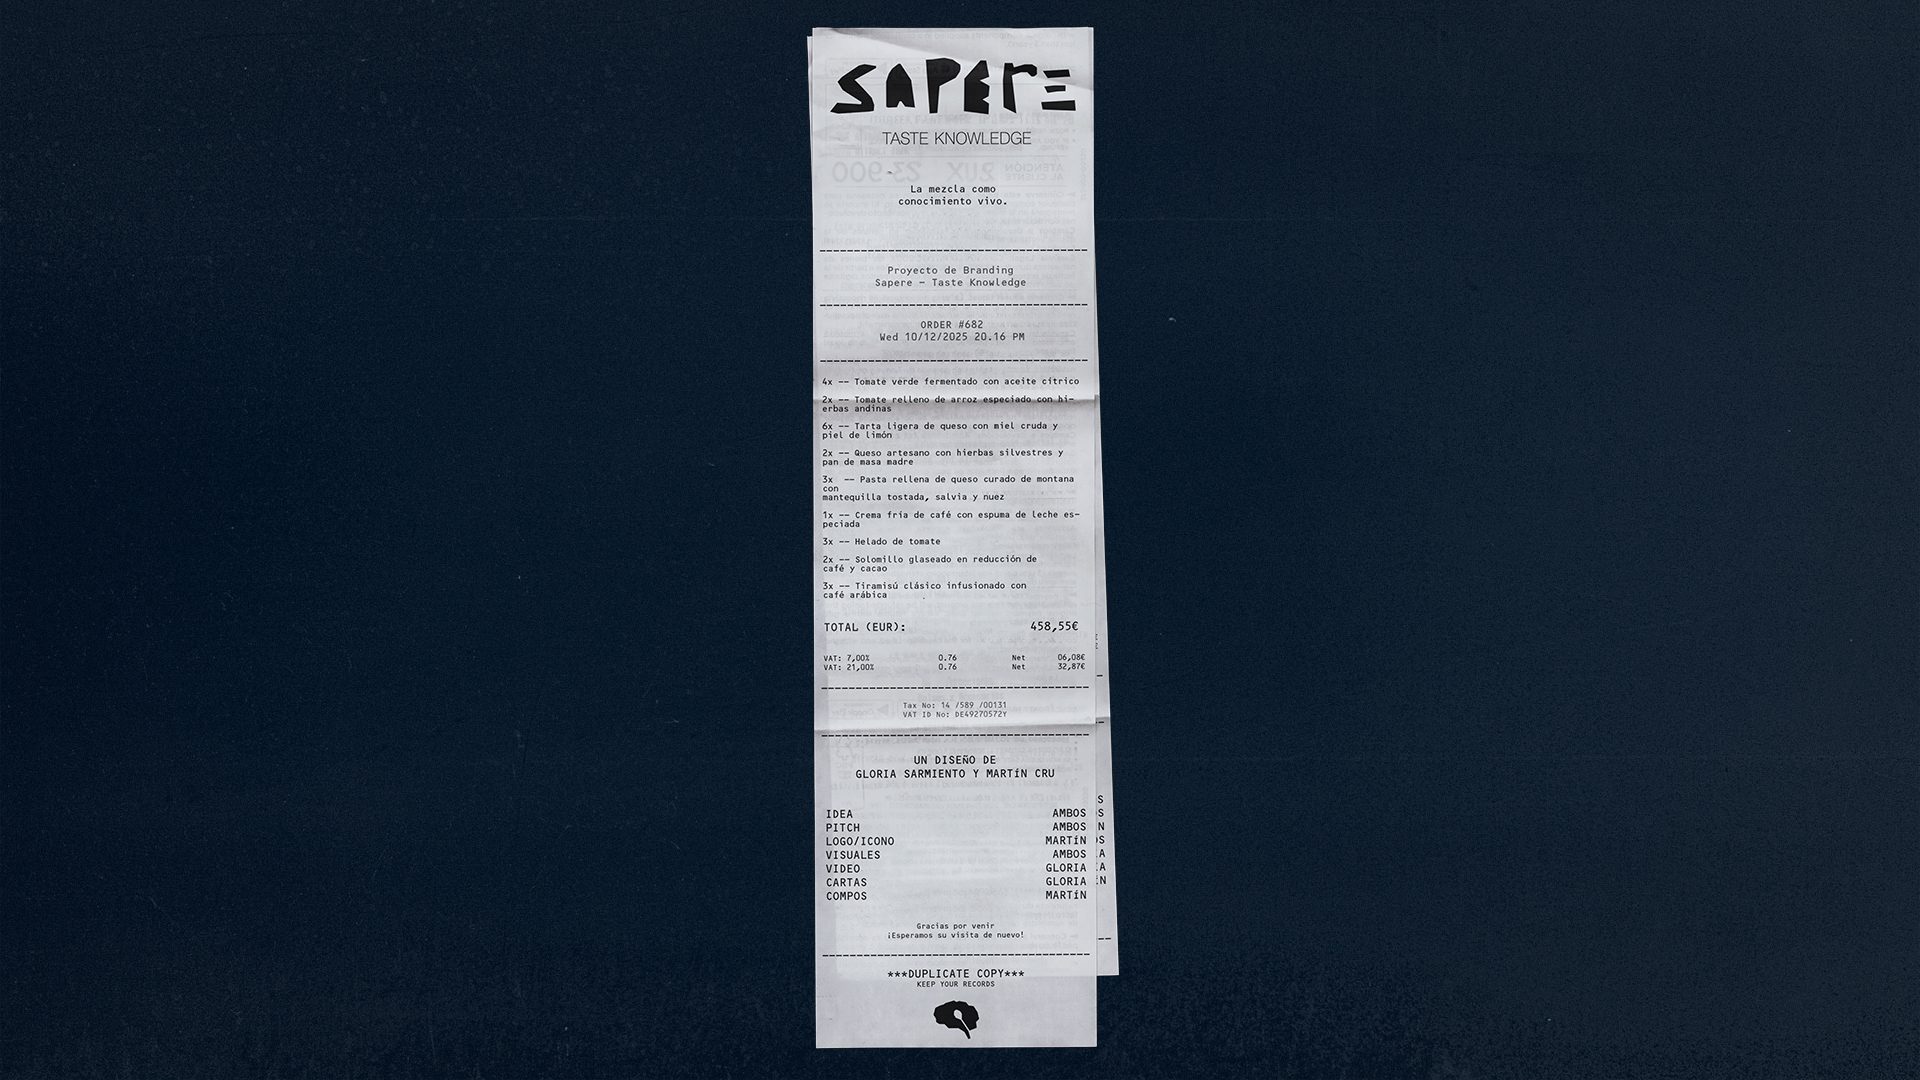 SAPERE
TASTE KNOWLEDGE
La mezcla como
conocimiento vivo.
Proyecto de Branding
Sapere - Taste Knowledge
ORDER #682
Wed 10/12/2025 20.16 PM
4x -- Tomate verde fermentado con aceite cítrico
2x -- Tomate relleno de arroz especiado con hi-
erbas andinas
6x -- Tarta ligera de queso con miel cruda y
piel de limón
2x -- Queso artesano con hierbas silvestres y
pan de masa madre
3x -- Pasta rellena de queso curado de montana
con
mantequilla tostada, salvia y nuez
1x -- Crema fría de café con espuma de leche es-
peciada
3x -- Helado de tomate
2x -- Solomillo glaseado en reducción de
café y cacao
3x -- Tiramisú clásico infusionado con
café arábica
TOTAL (EUR): 458,55€
VAT: 7,00% 0.76 Net 06,08€
VAT: 21,00% 0.76 Net 32,87€
Tax No: 14 /589 /00131
VAT ID No: DE49270572Y
UN DISEÑO DE
GLORIA SARMIENTO Y MARTÍN CRU
IDEA AMBOS
PITCH AMBOS
LOGO/ICONO MARTÍN
VISUALES AMBOS
VIDEO GLORIA
CARTAS GLORIA
COMPOS MARTÍN
Gracias por venir
¡Esperamos su visita de nuevo!
***DUPLICATE COPY***
KEEP YOUR RECORDS